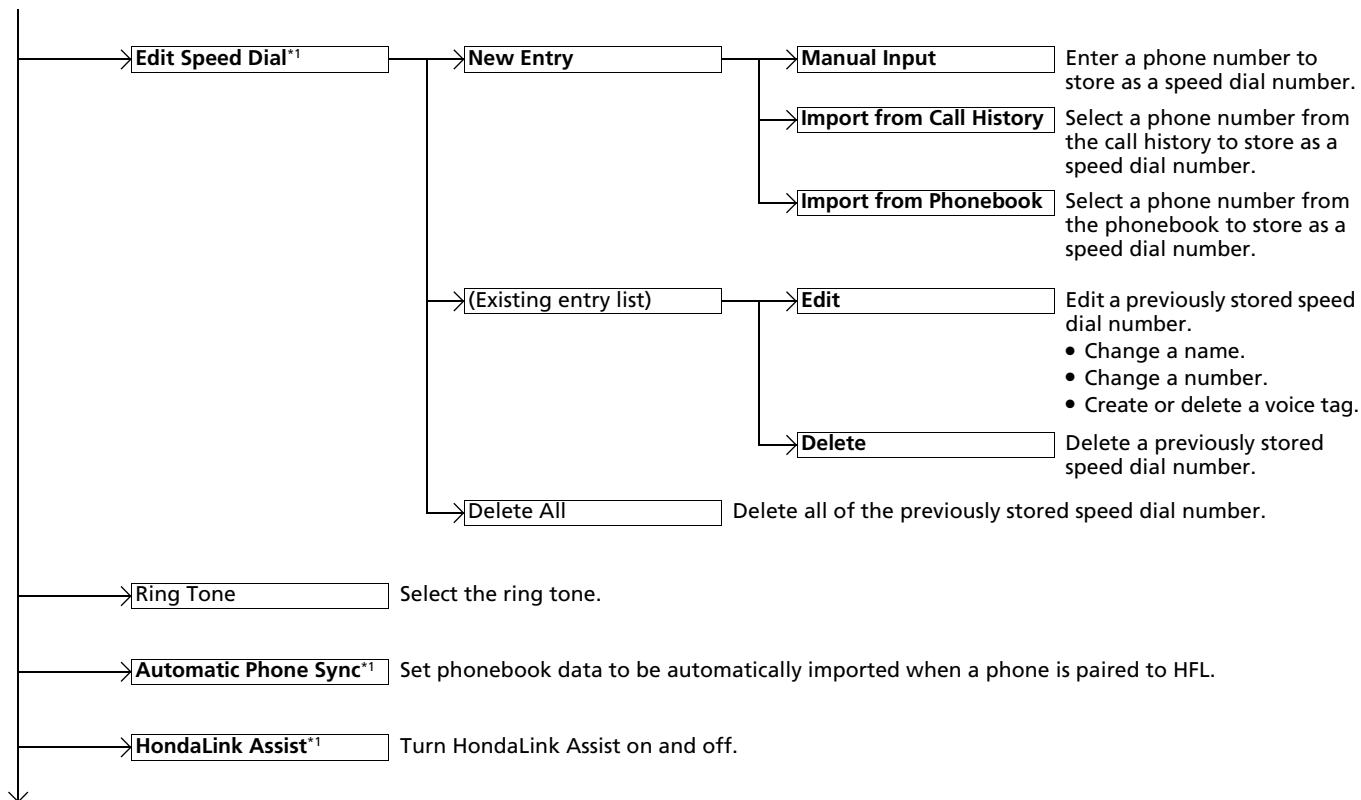 Edit Speed Dial*1
New Entry
Manual Input
Enter a phone number to
store as a speed dial number.
Import from Call History
Select a phone number from
the call history to store as a
speed dial number.
Import from Phonebook
Select a phone number from
the phonebook to store as a
speed dial number.
(Existing entry list)
Edit
Edit a previously stored speed
dial number.
• Change a name.
• Change a number.
• Create or delete a voice tag.
Delete
Delete a previously stored
speed dial number.
Delete All
Delete all of the previously stored speed dial number.
Ring Tone
Select the ring tone.
Automatic Phone Sync*1
Set phonebook data to be automatically imported when a phone is paired to HFL.
HondaLink Assist*1
Turn HondaLink Assist on and off.